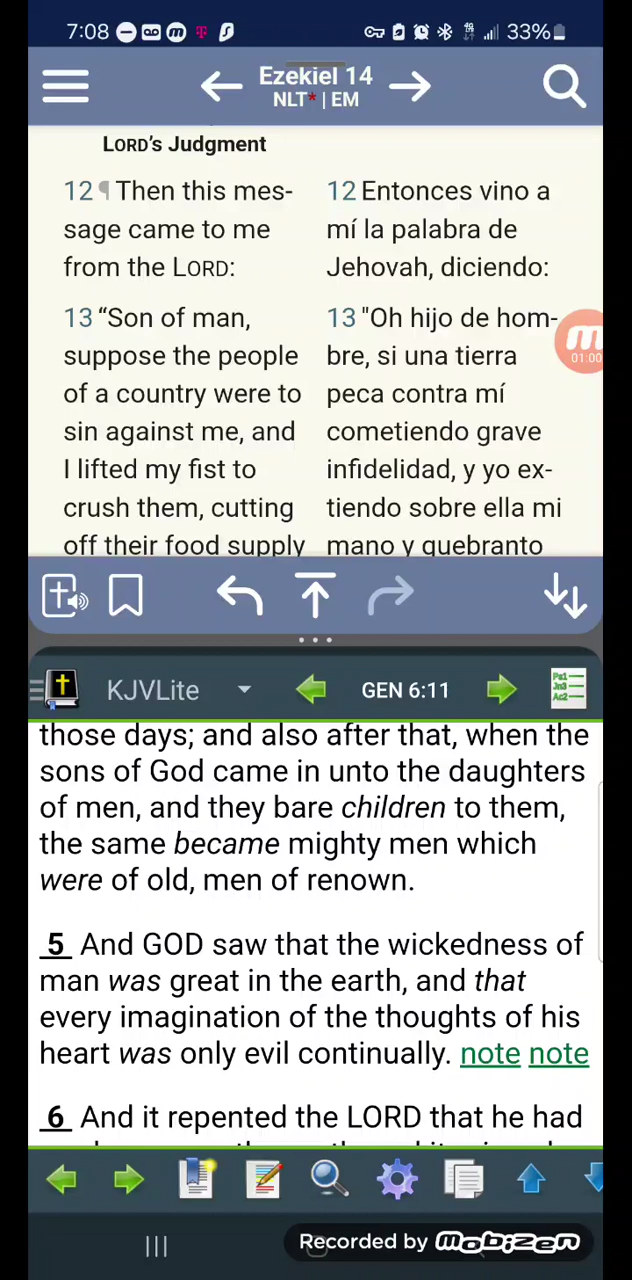 7:08
33%
Ezekiel 14
NLT* | EM
LORD's Judgment
12 ¶ Then this mes-
sage came to me
from the LORD:
13 “Son of man,
suppose the people
of a country were to
sin against me, and
I lifted my fist to
crush them, cutting
off their food supply
12 Entonces vino a
mí la palabra de
Jehovah, diciendo:
13 "Oh hijo de hom-
bre, si una tierra
peca contra mí
cometiendo grave
infidelidad, y yo ex-
tiendo sobre ella mi
mano y quebranto
01:00
KJVLite
GEN 6:11
Ps1
Jn3
Ac2
those days; and also after that, when the
sons of God came in unto the daughters
of men, and they bare children to them,
the same became mighty men which
were of old, men of renown.
5 And GOD saw that the wickedness of
man was great in the earth, and that
every imagination of the thoughts of his
heart was only evil continually. note note
6 And it repented the LORD that he had
Recorded by mobizen